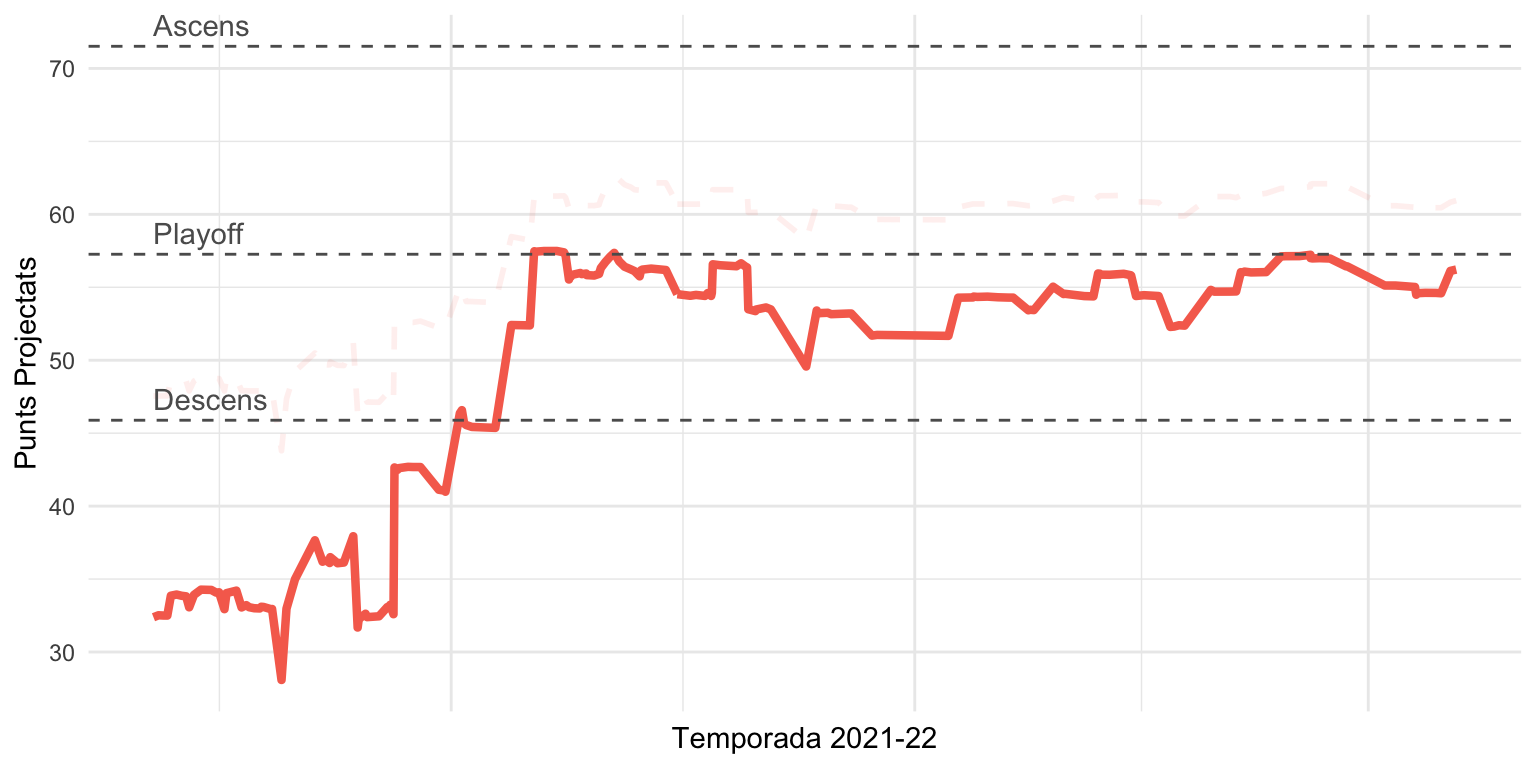 Ascens
70
60
Playoff
50
Descens
40
30
Punts Projectats
Temporada 2021-22